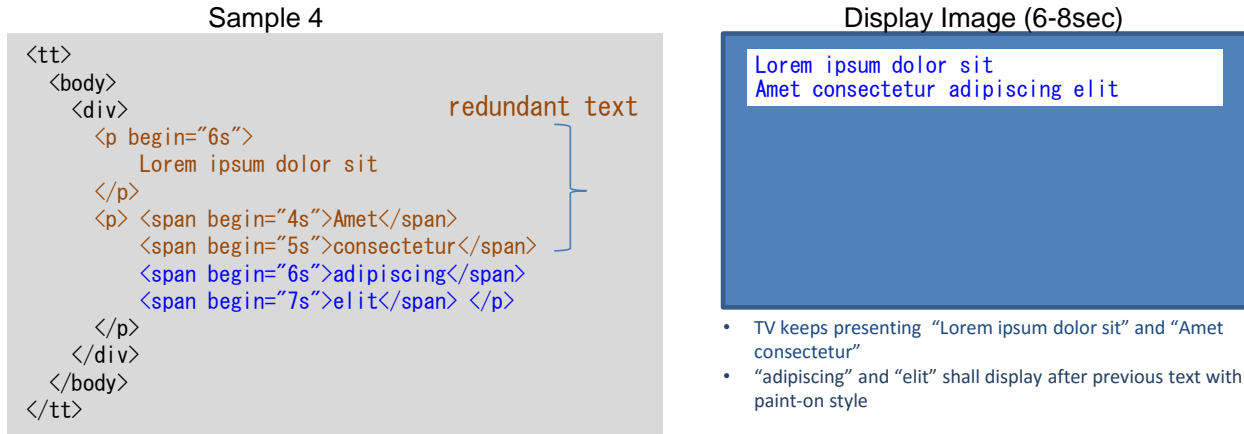 Sample 4
<tt>
<body>
<div>
redundant text
<p begin="6s">
Lorem ipsum dolor sit
</p>
<p> <span begin="4s">Amet</span>
<span begin="5s">consectetur</span>
<span begin="6s">adipiscing</span>
<span begin="7s">elit</span> </p>
</p>
</div>
</body>
</tt>
Display Image (6-8sec)
Lorem ipsum dolor sit
Amet consectetur adipiscing elit
• TV keeps presenting “Lorem ipsum dolor sit” and “Amet
consectetur”
• “adipiscing” and “elit” shall display after previous text with
paint-on style